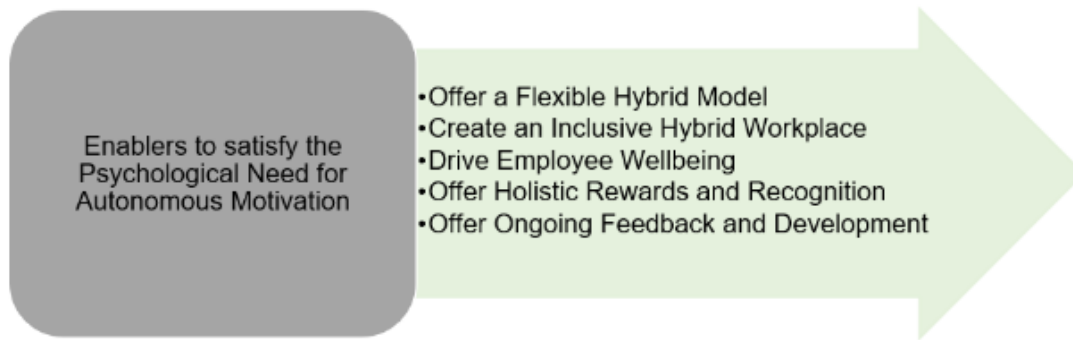 Enablers to satisfy the
Psychological Need for
Autonomous Motivation
•Offer a Flexible Hybrid Model
•Create an Inclusive Hybrid Workplace
•Drive Employee Wellbeing
•Offer Holistic Rewards and Recognition
•Offer Ongoing Feedback and Development